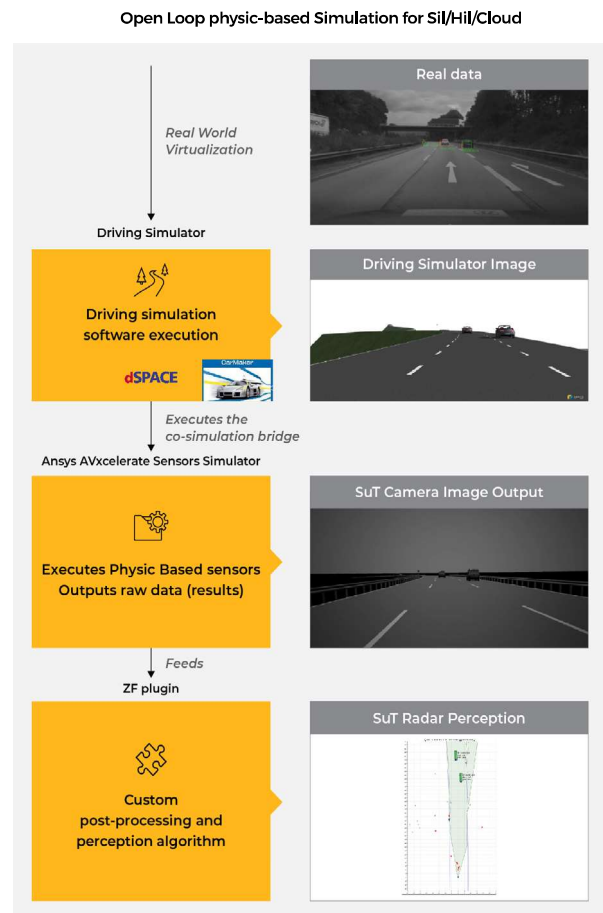 Open Loop physic-based Simulation for Sil/Hil/Cloud
Real data
Real World
Virtualization
Driving Simulator
Driving simulation
software execution
dSPACE
CarMaker
Driving Simulator Image
Executes the
co-simulation bridge
Ansys AVxcelerate Sensors Simulator
Executes Physic Based sensors
Outputs raw data (results)
SuT Camera Image Output
Feeds
ZF plugin
Custom
post-processing and
perception algorithm
SuT Radar Perception